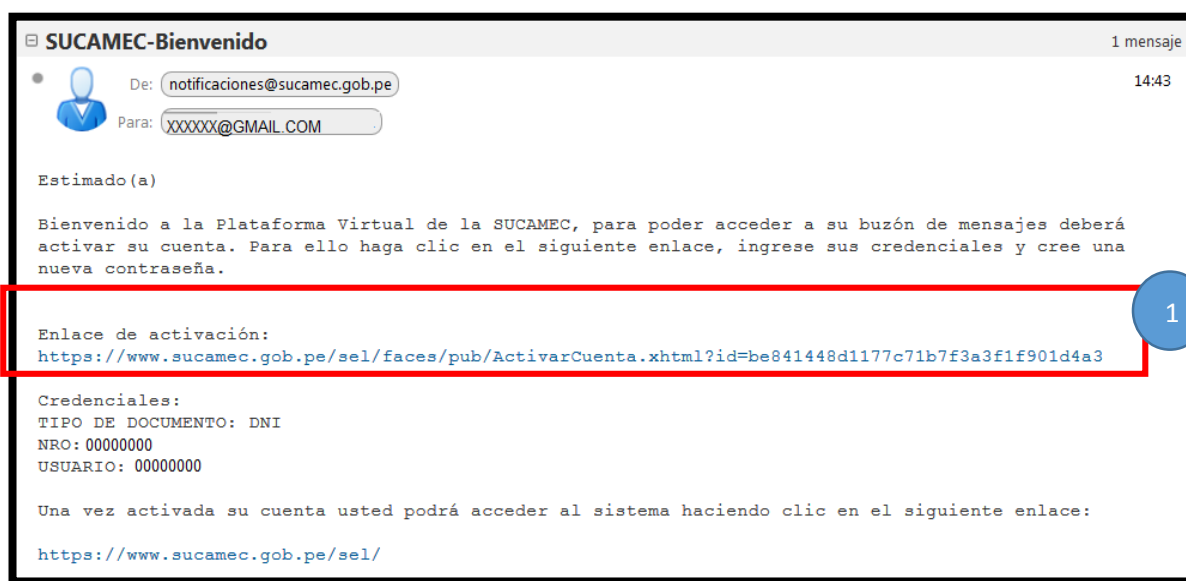 SUCAMEC-Bienvenido
1 mensaje
De: notificaciones@sucamec.gob.pe
14:43
Para: XXXXXX@GMAIL.COM
Estimado(a)
Bienvenido a la Plataforma Virtual de la SUCAMEC, para poder acceder a su buzón de mensajes deberá
activar su cuenta. Para ello haga clic en el siguiente enlace, ingrese sus credenciales y cree una
nueva contraseña.
1
Enlace de activación:
https://www.sucamec.gob.pe/sel/faces/pub/ActivarCuenta.xhtml?id=be841448d1177c71b7f3a3f1f901d4a3
Credenciales:
TIPO DE DOCUMENTO: DNI
NRO: 00000000
USUARIO: 00000000
Una vez activada su cuenta usted podrá acceder al sistema haciendo clic en el siguiente enlace:
https://www.sucamec.gob.pe/sel/